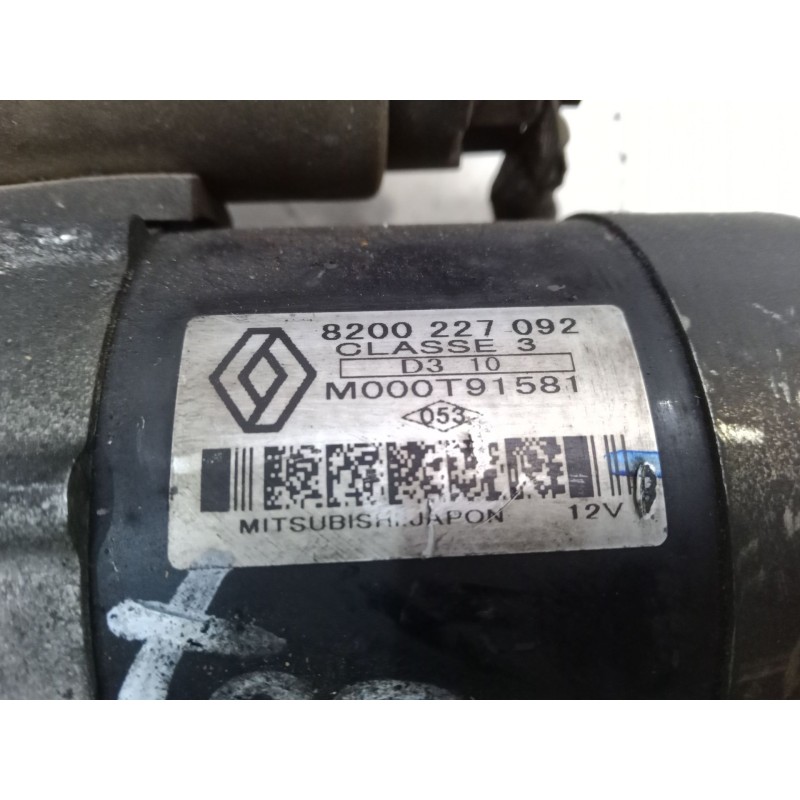 8200 227 092
CLASSE 3
D3 10
M000T91581
053
MITSUBISHI.JAPON 12V